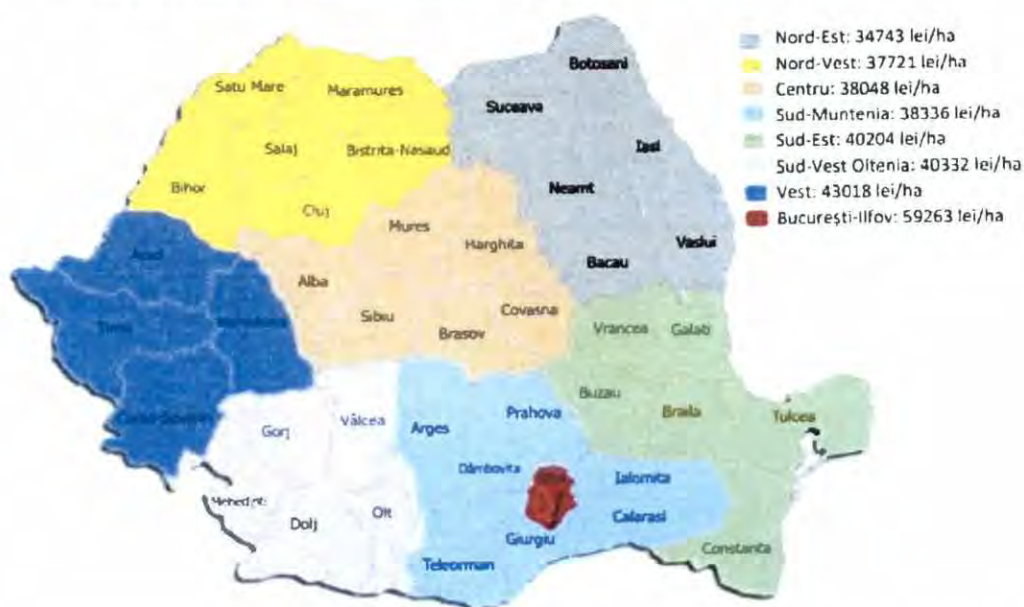 Nord-Est: 34743 lei/ha
Nord-Vest: 37721 lei/ha
Centru: 38048 lei/ha
Sud-Muntenia: 38336 lei/ha
Sud-Est: 40204 lei/ha
Sud-Vest Oltenia: 40332 lei/ha
Vest: 43018 lei/ha
București-Ilfov: 59263 lei/ha
Botosani
Satu Mare
Maramures
Suceava
Salaj
Bistrita-Nasaud
Iasi
Bihor
Neamt
Cluj
Mures
Harghita
Vaslui
Bacau
Arad
Alba
Sibiu
Covasna
Brasov
Vrancea
Galati
Timis
Buzau
Braila
Tulcea
Gorj
Vâlcea
Arges
Prahova
Dâmbovita
Ialomita
Dolj
Olt
Calarasi
Giurgiu
Teleorman
Constanta